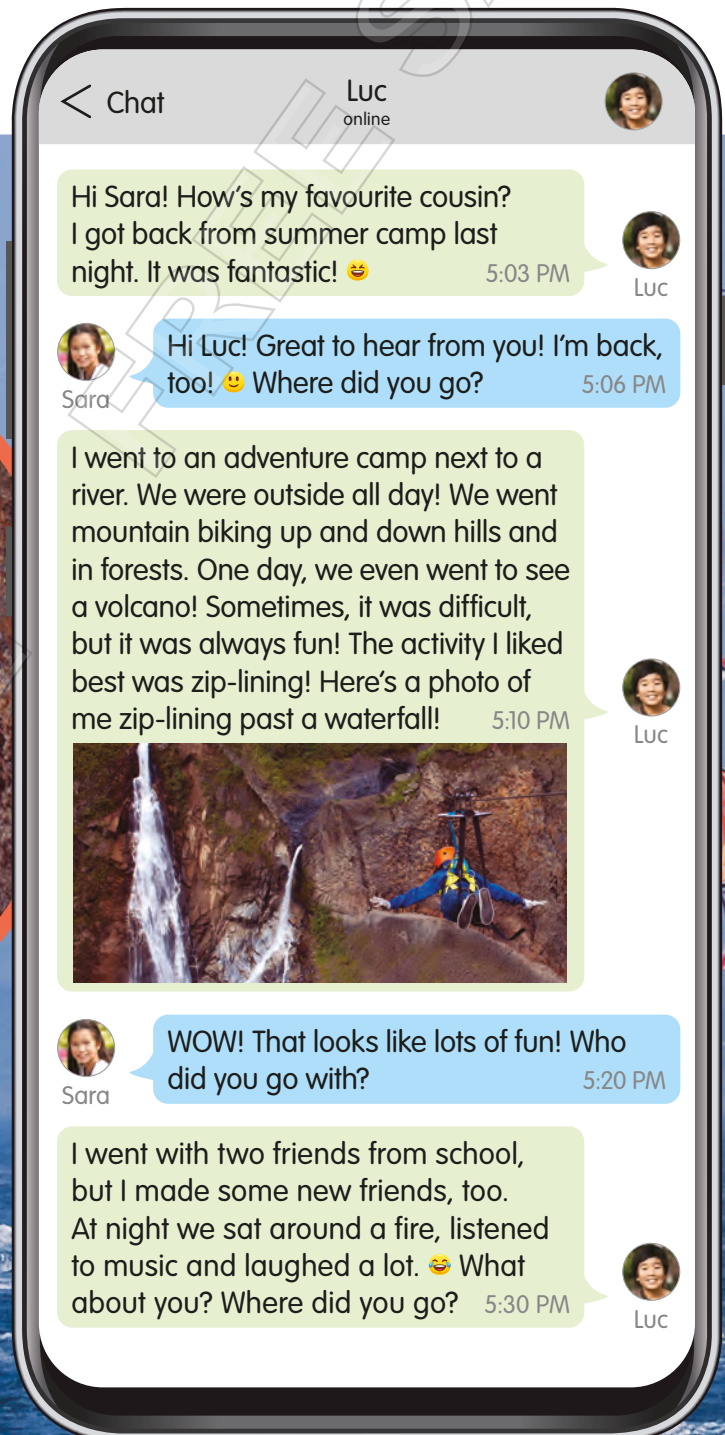 Chat
Luc
online
Hi Sara! How's my favourite cousin?
I got back from summer camp last
night. It was fantastic! 😆 5:03 PM
Luc
Hi Luc! Great to hear from you! I'm back,
too! 🙂 Where did you go? 5:06 PM
Sara
I went to an adventure camp next to a
river. We were outside all day! We went
mountain biking up and down hills and
in forests. One day, we even went to see
a volcano! Sometimes, it was difficult,
but it was always fun! The activity I liked
best was zip-lining! Here's a photo of
me zip-lining past a waterfall! 5:10 PM
Luc
WOW! That looks like lots of fun! Who
did you go with? 5:20 PM
Sara
I went with two friends from school,
but I made some new friends, too.
At night we sat around a fire, listened
to music and laughed a lot. 😂 What
about you? Where did you go? 5:30 PM
Luc
FREE